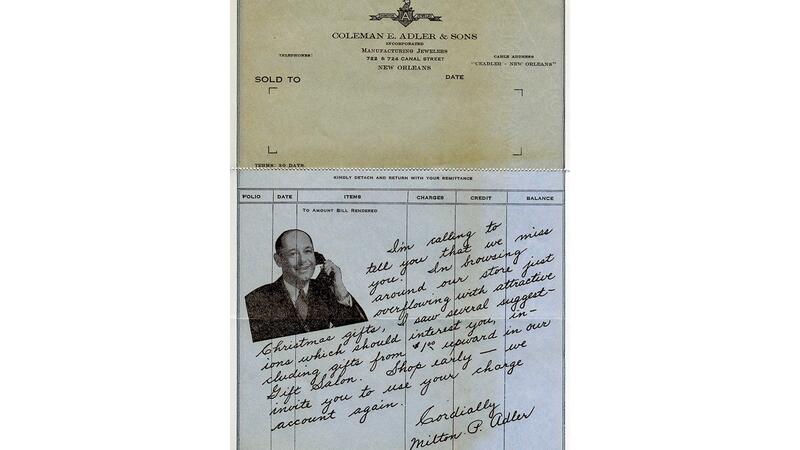 A
COLEMAN E. ADLER & SONS
INCORPORATED
MANUFACTURING JEWELERS
722 & 724 CANAL STREET
NEW ORLEANS
TELEPHONES:
CABLE ADDRESS
"CEADLER - NEW ORLEANS"
SOLD TO
DATE
TERMS: 30 DAYS.
KINDLY DETACH AND RETURN WITH YOUR REMITTANCE
FOLIO DATE ITEMS CHARGES CREDIT BALANCE
TO AMOUNT BILL RENDERED
I'm calling to
tell you that we miss
you. In browsing
around our store just
overflowing with attractive
Christmas gifts, I saw several suggest-
ions which should interest you, in-
cluding gifts from $1.00 upward in our
Gift Salon. Shop early — we
invite you to use your charge
account again.
Cordially
Milton P. Adler